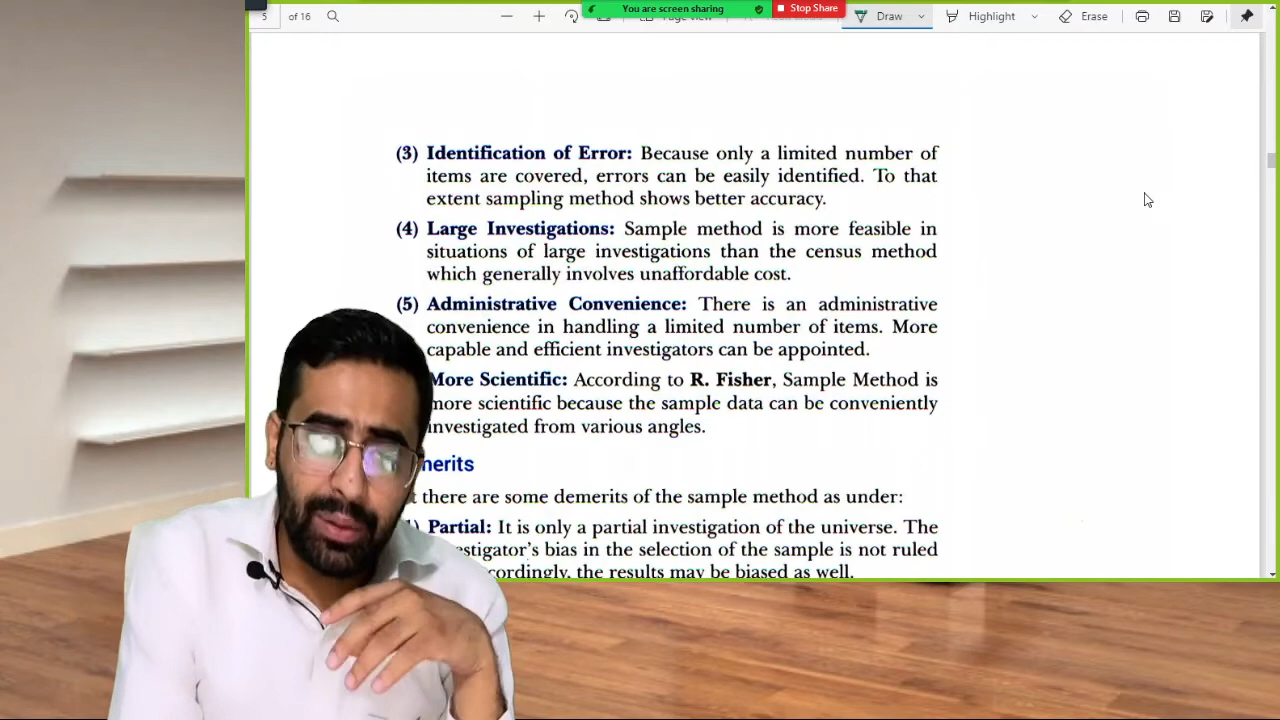 5 of 16
You are screen sharing
Stop Share
Draw
Highlight
Erase
(3) Identification of Error: Because only a limited number of
items are covered, errors can be easily identified. To that
extent sampling method shows better accuracy.
(4) Large Investigations: Sample method is more feasible in
situations of large investigations than the census method
which generally involves unaffordable cost.
(5) Administrative Convenience: There is an administrative
convenience in handling a limited number of items. More
capable and efficient investigators can be appointed.
More Scientific: According to R. Fisher, Sample Method is
more scientific because the sample data can be conveniently
investigated from various angles.
merits
there are some demerits of the sample method as under:
Partial: It is only a partial investigation of the universe. The
estigator's bias in the selection of the sample is not ruled
cordingly, the results may be biased as well.